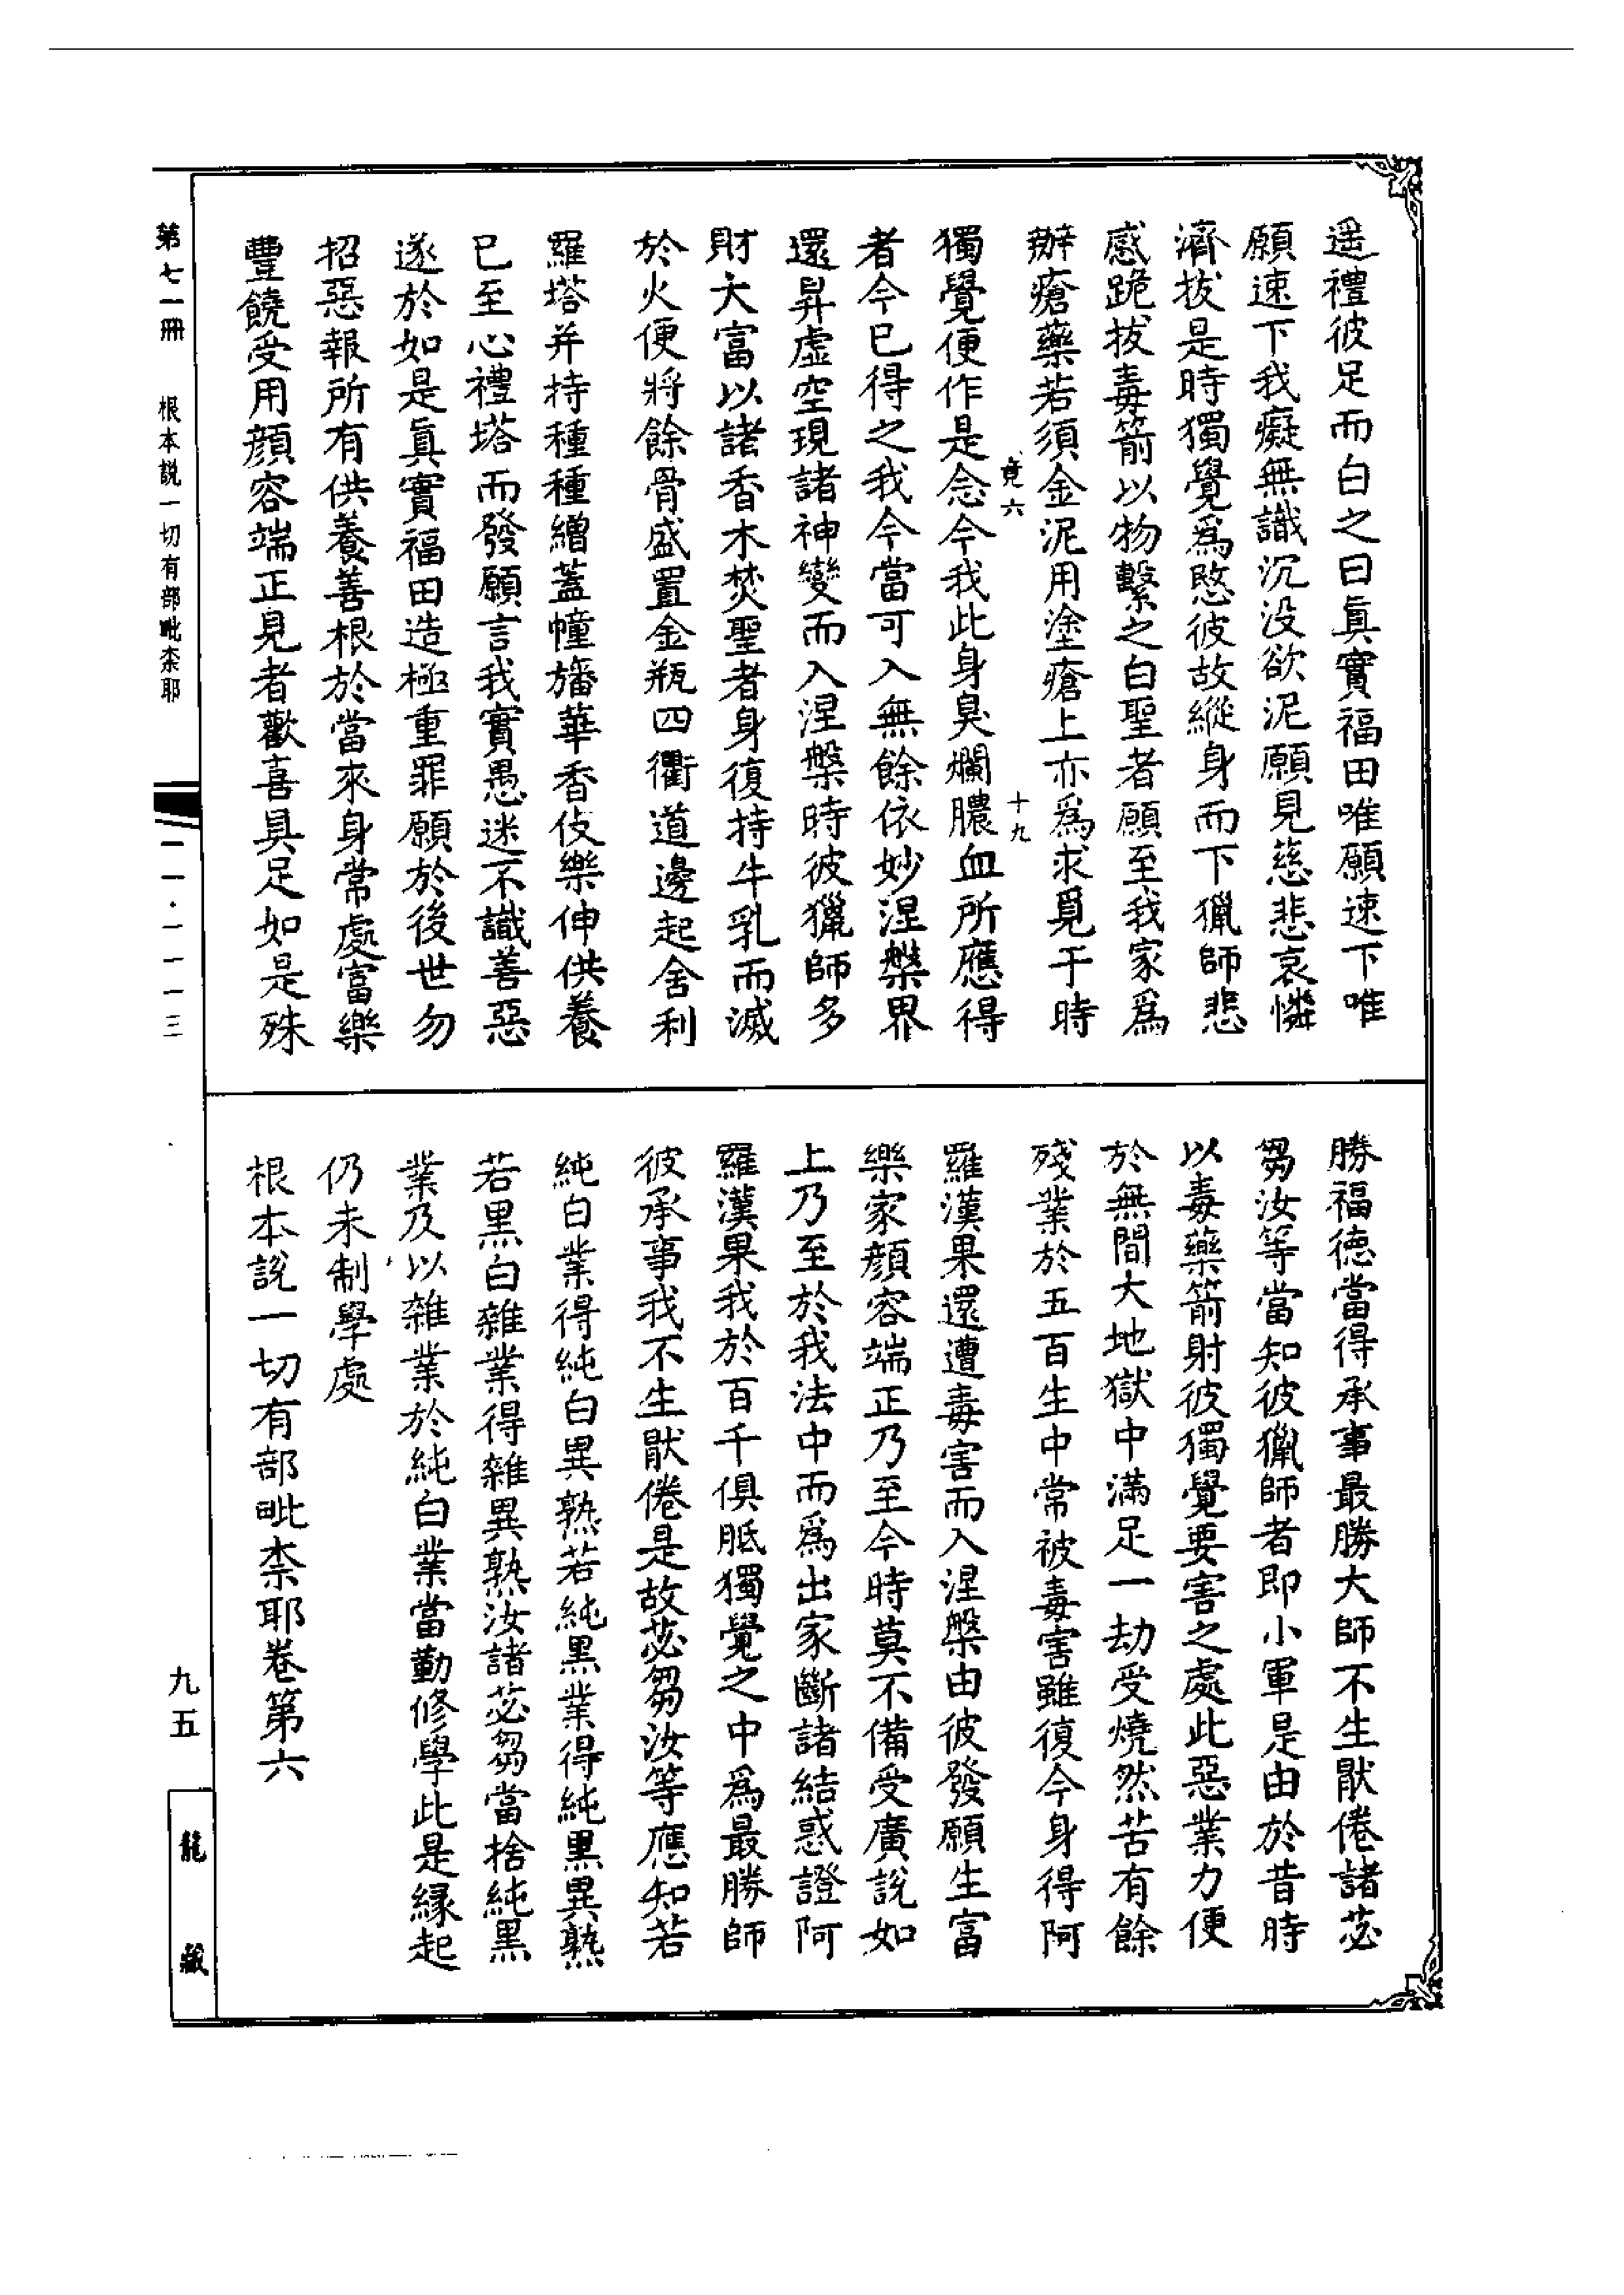 遥禮彼足而白之曰眞實福田唯願速下唯
願速下我癡無識沉没欲泥願見慈悲哀憐
濟拔是時獨覺爲愍彼故縱身而下獵師悲
感跪拔毒箭以物繫之白聖者願至我家爲
辦瘡藥若須金泥用塗瘡上亦爲求覓于時
竟六 十九
獨覺便作是念今我此身臭爛膿血所應得
者今已得之我今當可入無餘依妙涅槃界
還昇虛空現諸神變而入涅槃時彼獵師多
財大富以諸香木焚聖者身復持牛乳而滅
於火便將餘骨盛置金瓶四衢道邊起舍利
羅塔并持種種繒蓋幢旛華香伎樂伸供養
已至心禮塔而發願言我實愚迷不識善惡
遂於如是眞實福田造極重罪願於後世勿
招惡報所有供養善根於當來身常處富樂
豐饒受用顏容端正見者歡喜具足如是殊
勝福徳當得承事最勝大師不生猒倦諸苾
芻汝等當知彼獵師者即小軍是由於昔時
以毒藥箭射彼獨覺要害之處此惡業力便
於無間大地獄中滿足一劫受燒然苦有餘
殘業於五百生中常被毒害雖復今身得阿
羅漢果還遭毒害而入涅槃由彼發願生富
樂家顏容端正乃至今時莫不備受廣說如
上乃至於我法中而爲出家斷諸結惑證阿
羅漢果我於百千俱胝獨覺之中爲最勝師
彼承事我不生猒倦是故苾芻汝等應知若
純白業得純白異熟若純黑業得純黑異熟
若黑白雜業得雜異熟汝諸苾芻當捨純黑
業及以雜業於純白業當勤修學此是緣起
仍未制學處
根本說一切有部毗柰耶卷第六
第七一冊 根本説一切有部毗柰耶
一一·一一一三
九五
龍藏